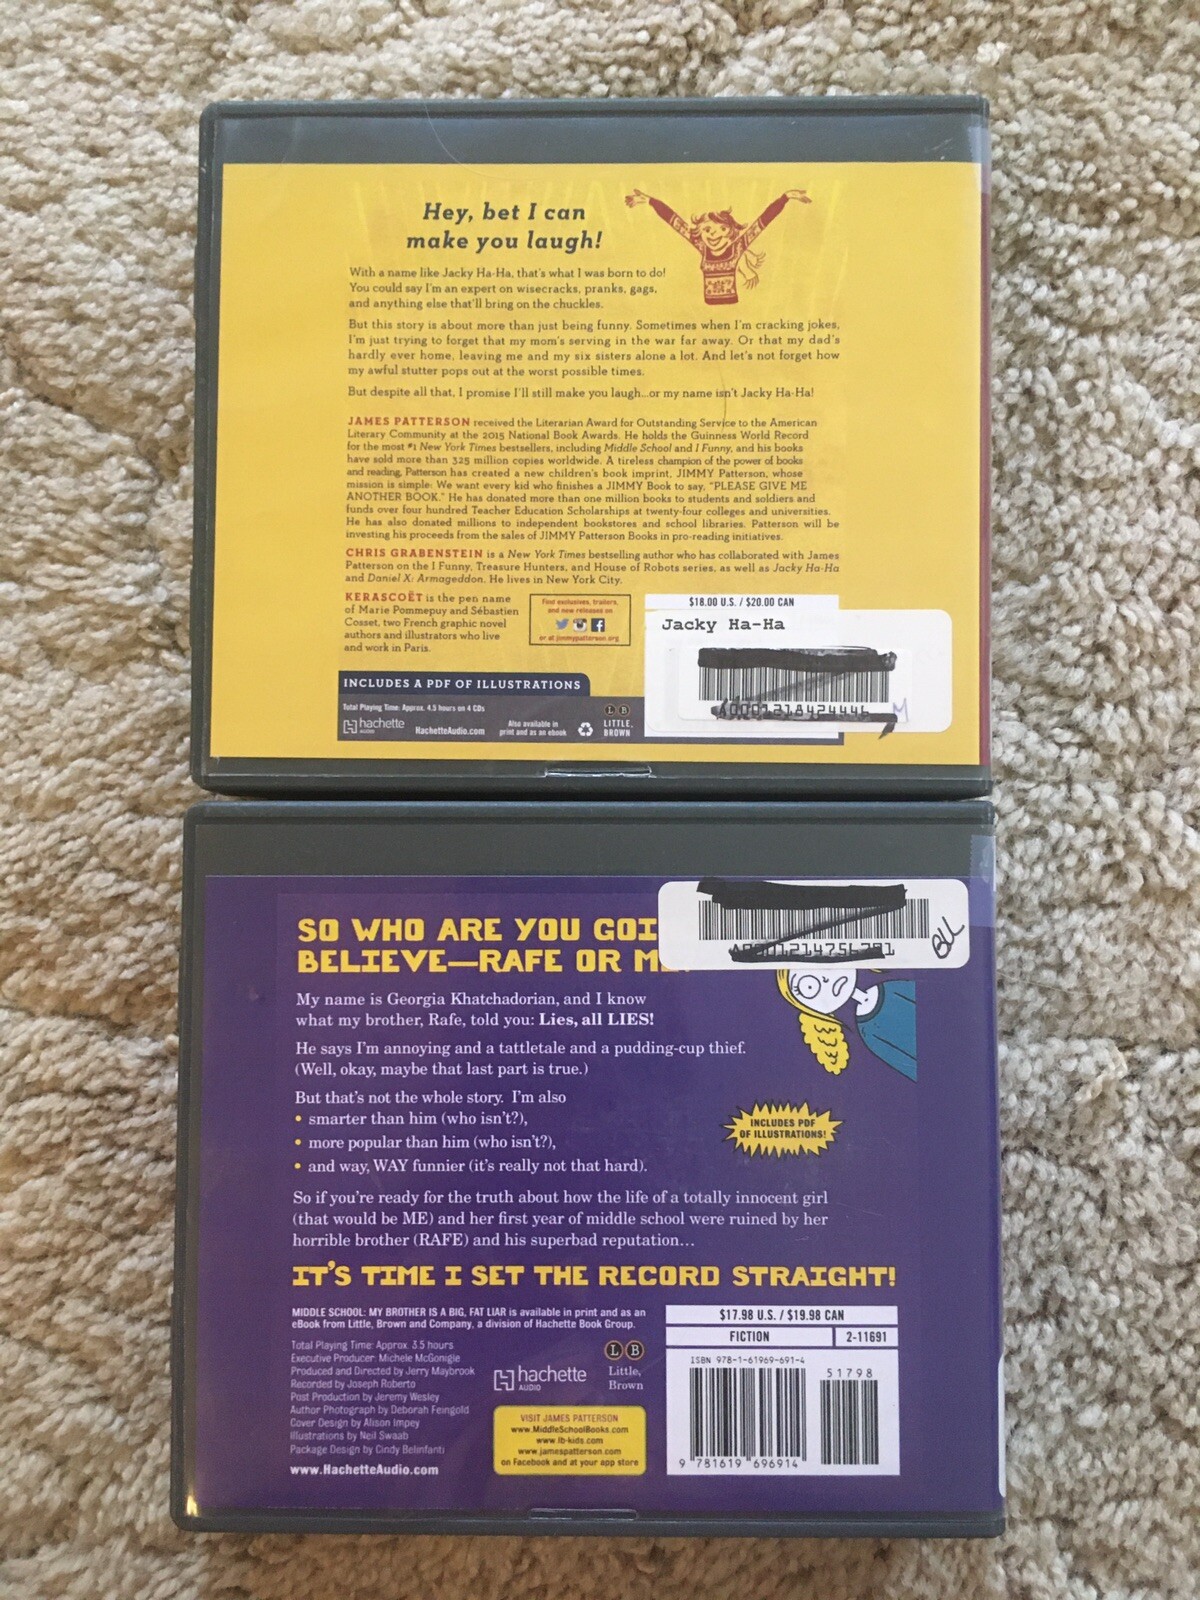 Hey, bet I can
make you laugh!
With a name like Jacky Ha-Ha, that's what I was born to do!
You could say I'm an expert on wisecracks, pranks, gags,
and anything else that'll bring on the chuckles.
But this story is about more than just being funny. Sometimes when I'm cracking jokes,
I'm just trying to forget that my mom's serving in the war far away. Or that my dad's
hardly ever home, leaving me and my six sisters alone a lot. And let's not forget how
my awful stutter pops out at the worst possible times.
But despite all that, I promise I'll still make you laugh...or my name isn't Jacky Ha-Ha!
JAMES PATTERSON received the Literarian Award for Outstanding Service to the American
Literary Community at the 2015 National Book Awards. He holds the Guinness World Record
for the most #1 New York Times bestsellers, including Middle School and I Funny, and his books
have sold more than 325 million copies worldwide. A tireless champion of the power of books
and reading, Patterson has created a new children's book imprint, JIMMY Patterson, whose
mission is simple: We want every kid who finishes a JIMMY Book to say, "PLEASE GIVE ME
ANOTHER BOOK." He has donated more than one million books to students and soldiers and
funds over four hundred Teacher Education Scholarships at twenty-four colleges and universities.
He has also donated millions to independent bookstores and school libraries. Patterson will be
investing his proceeds from the sales of JIMMY Patterson Books in pro-reading initiatives.
CHRIS GRABENSTEIN is a New York Times bestselling author who has collaborated with James
Patterson on the I Funny, Treasure Hunters, and House of Robots series, as well as Jacky Ha-Ha
and Daniel X: Armageddon. He lives in New York City.
KERASCOËT is the pen name
of Marie Pommepuy and Sébastien
Cosset, two French graphic novel
authors and illustrators who live
and work in Paris.
Find exclusives, trailers,
and new releases on
or at jimmypatterson.org
$18.00 U.S. / $20.00 CAN
Jacky Ha-Ha
A00001218424446
M
INCLUDES A PDF OF ILLUSTRATIONS
Total Playing Time: Approx. 4.5 hours on 4 CDs
hachette
AUDIO
HachetteAudio.com
Also available in
print and as an ebook
L B
LITTLE,
BROWN
BLL
SO WHO ARE YOU GOI
BELIEVE—RAFE OR
My name is Georgia Khatchadorian, and I know
what my brother, Rafe, told you: Lies, all LIES!
He says I'm annoying and a tattletale and a pudding-cup thief.
(Well, okay, maybe that last part is true.)
But that's not the whole story. I'm also
• smarter than him (who isn't?),
• more popular than him (who isn't?),
• and way, WAY funnier (it's really not that hard).
INCLUDES PDF
OF ILLUSTRATIONS!
So if you're ready for the truth about how the life of a totally innocent girl
(that would be ME) and her first year of middle school were ruined by her
horrible brother (RAFE) and his superbad reputation...
IT'S TIME I SET THE RECORD STRAIGHT!
MIDDLE SCHOOL: MY BROTHER IS A BIG, FAT LIAR is available in print and as an
eBook from Little, Brown and Company, a division of Hachette Book Group.
Total Playing Time: Approx. 3.5 hours
Executive Producer: Michele McGonigle
Produced and Directed by Jerry Maybrook
Recorded by Joseph Roberto
Post Production by Jeremy Wesley
Author Photograph by Deborah Feingold
Cover Design by Alison Impey
Illustrations by Neil Swaab
Package Design by Cindy Belinfanti
www.HachetteAudio.com
hachette
AUDIO
L B
Little,
Brown
VISIT JAMES PATTERSON
www.MiddleSchoolBooks.com
www.lb-kids.com
www.jamespatterson.com
on Facebook and at your app store
$17.98 U.S. / $19.98 CAN
FICTION
2-11691
ISBN 978-1-61969-691-4
51798
9 781619 696914